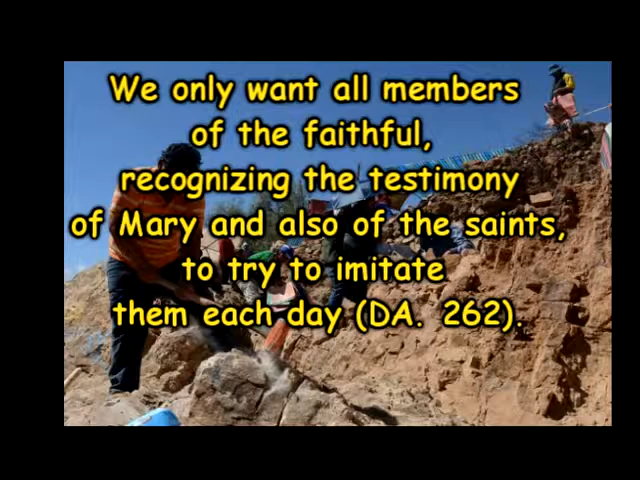 We only want all members
of the faithful,
recognizing the testimony
of Mary and also of the saints,
to try to imitate
them each day (DA. 262).